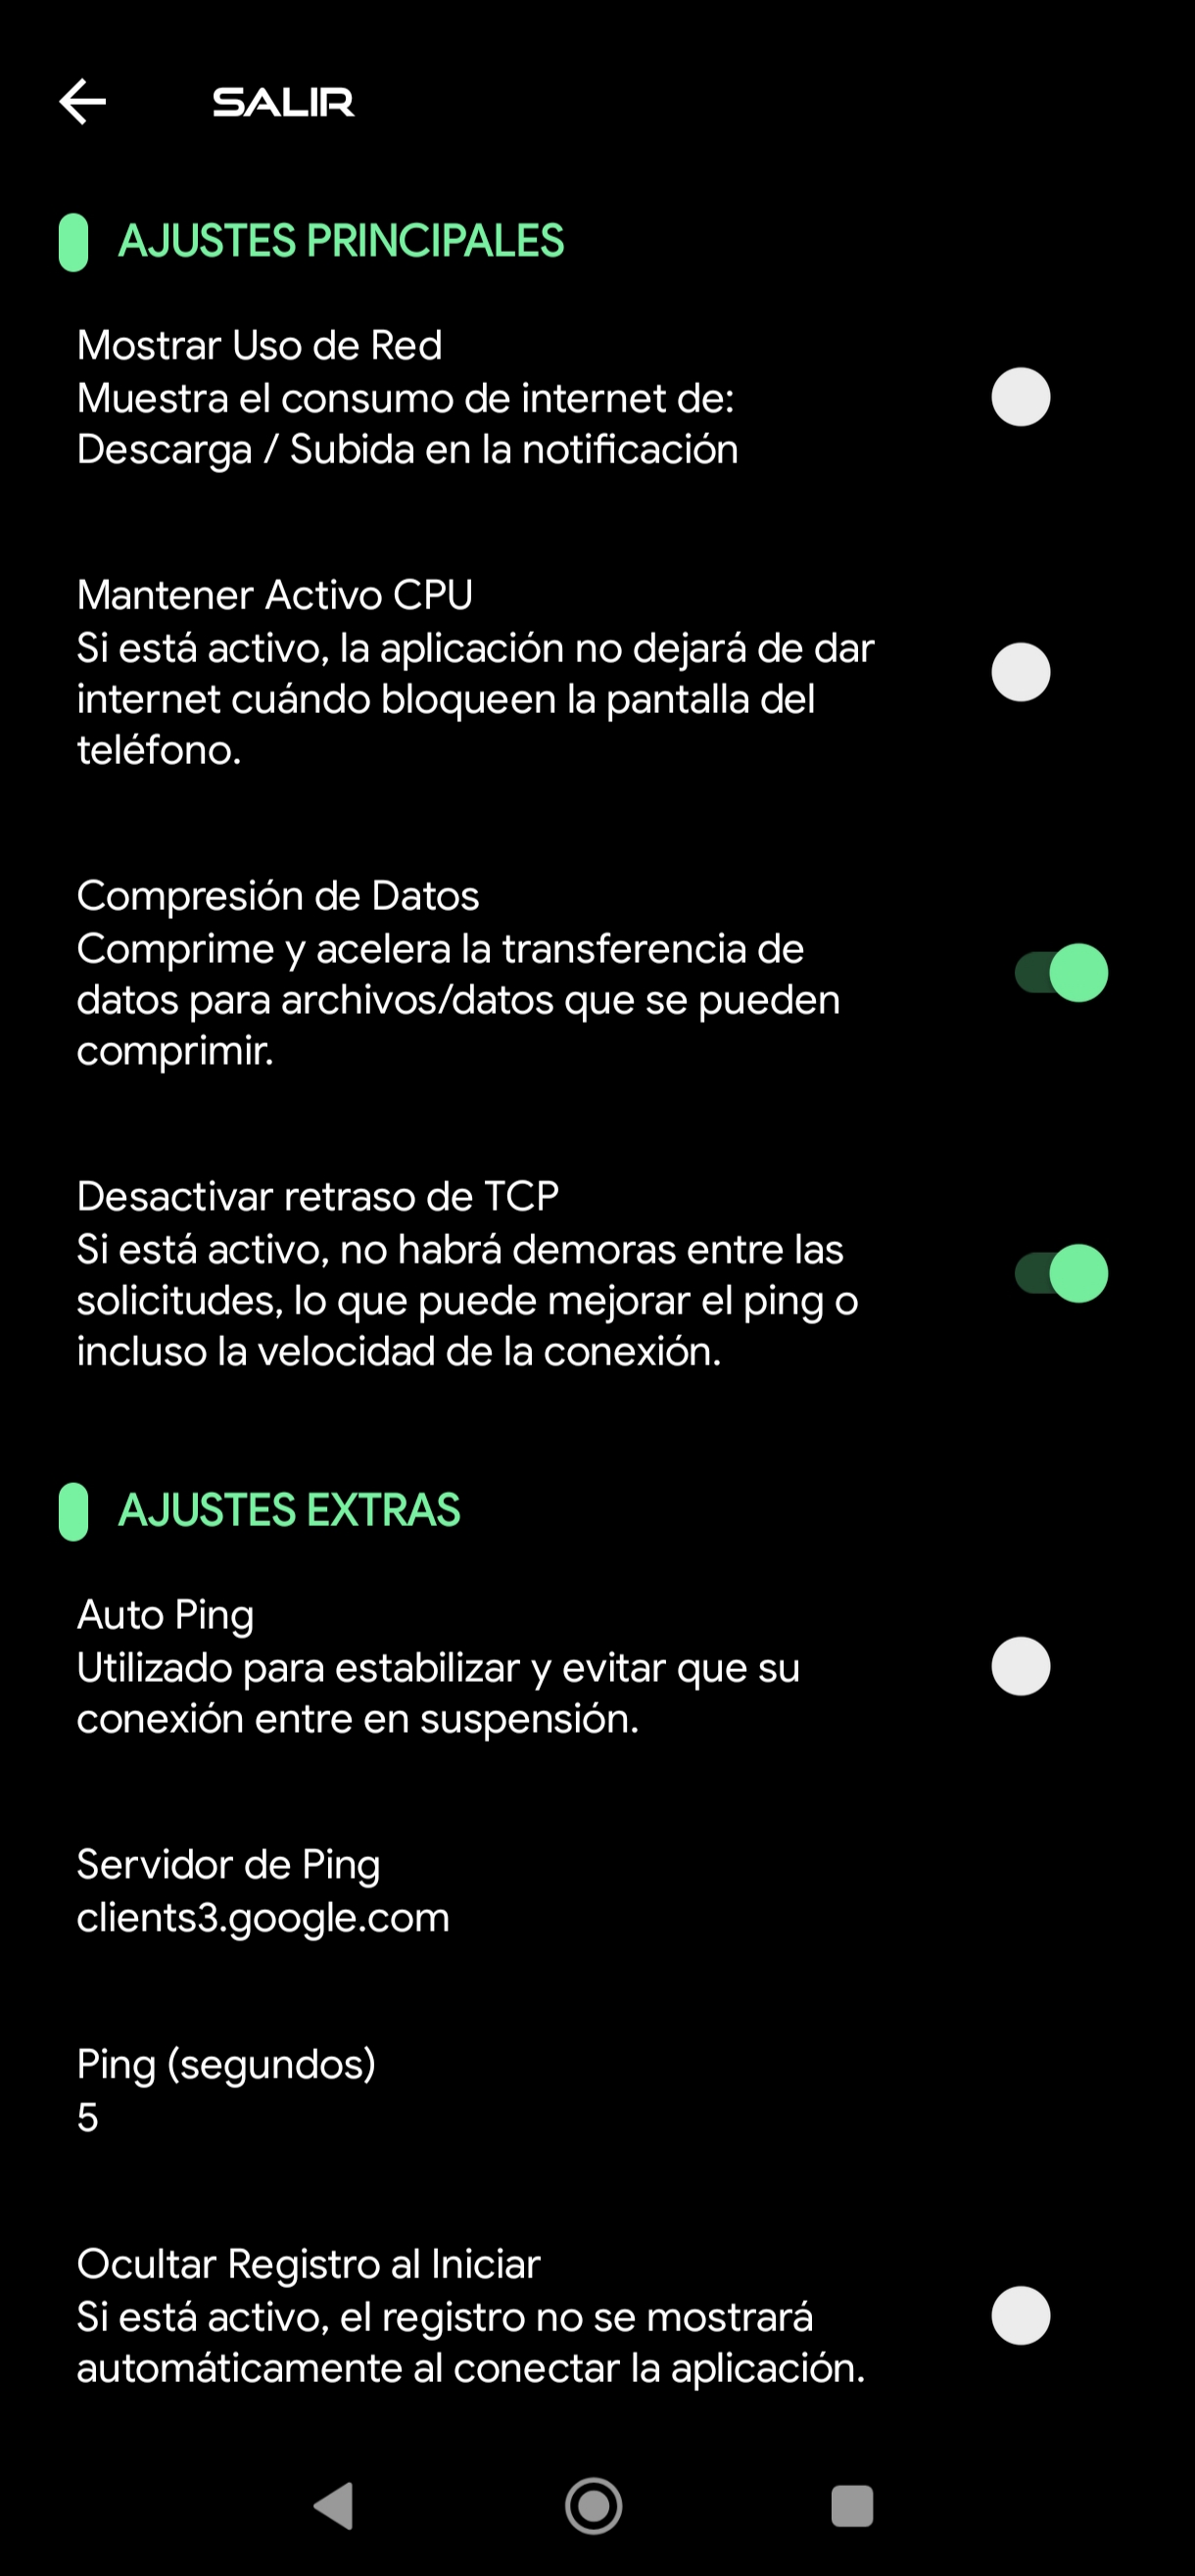 SALIR
AJUSTES PRINCIPALES
Mostrar Uso de Red
Muestra el consumo de internet de:
Descarga / Subida en la notificación
Mantener Activo CPU
Si está activo, la aplicación no dejará de dar
internet cuándo bloqueen la pantalla del
teléfono.
Compresión de Datos
Comprime y acelera la transferencia de
datos para archivos/datos que se pueden
comprimir.
Desactivar retraso de TCP
Si está activo, no habrá demoras entre las
solicitudes, lo que puede mejorar el ping o
incluso la velocidad de la conexión.
AJUSTES EXTRAS
Auto Ping
Utilizado para estabilizar y evitar que su
conexión entre en suspensión.
Servidor de Ping
clients3.google.com
Ping (segundos)
5
Ocultar Registro al Iniciar
Si está activo, el registro no se mostrará
automáticamente al conectar la aplicación.